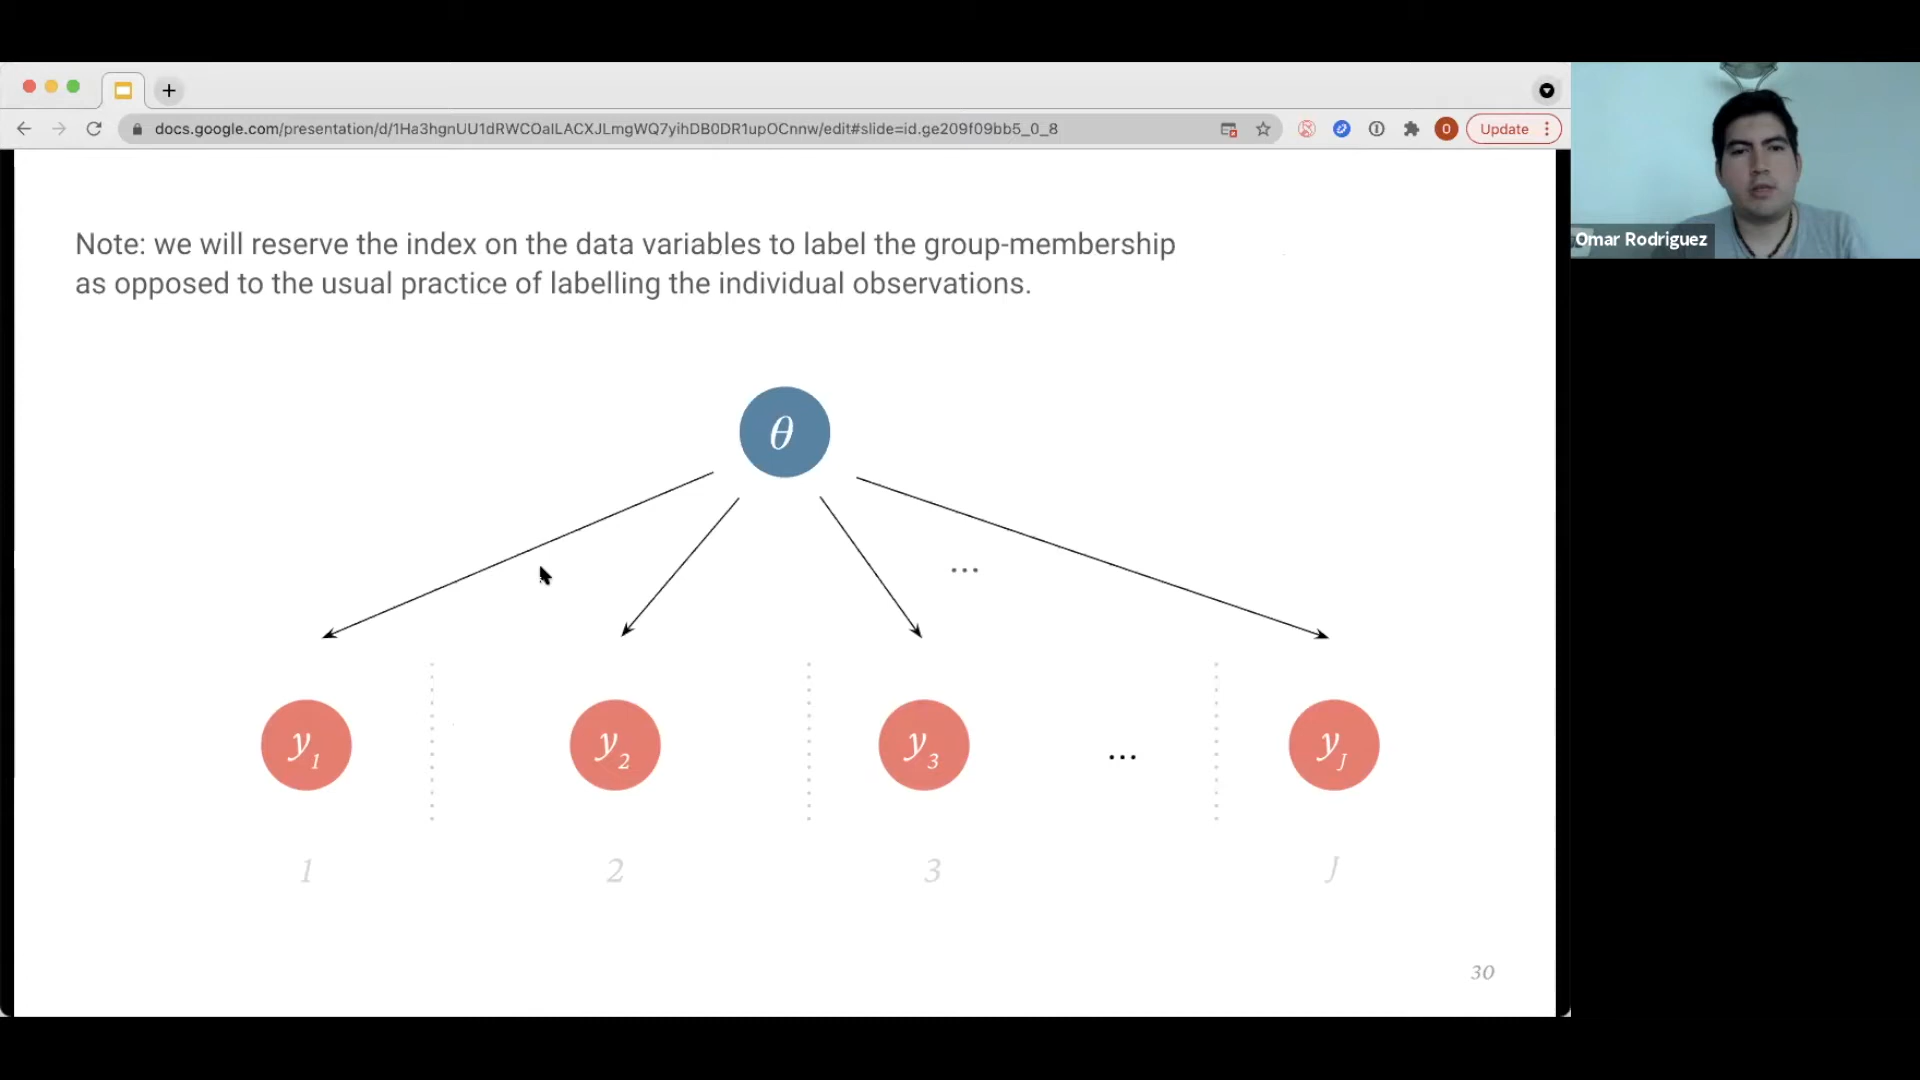 docs.google.com/presentation/d/1Ha3hgnUU1dRWCOalLACXJLmgWQ7yihDB0DR1upOCnnw/edit#slide=id.ge209f09bb5_0_8
O
Update
Omar Rodriguez
Note: we will reserve the index on the data variables to label the group-membership
as opposed to the usual practice of labelling the individual observations.
θ
...
y1 y2 y3 ... yJ
1 2 3 J
30